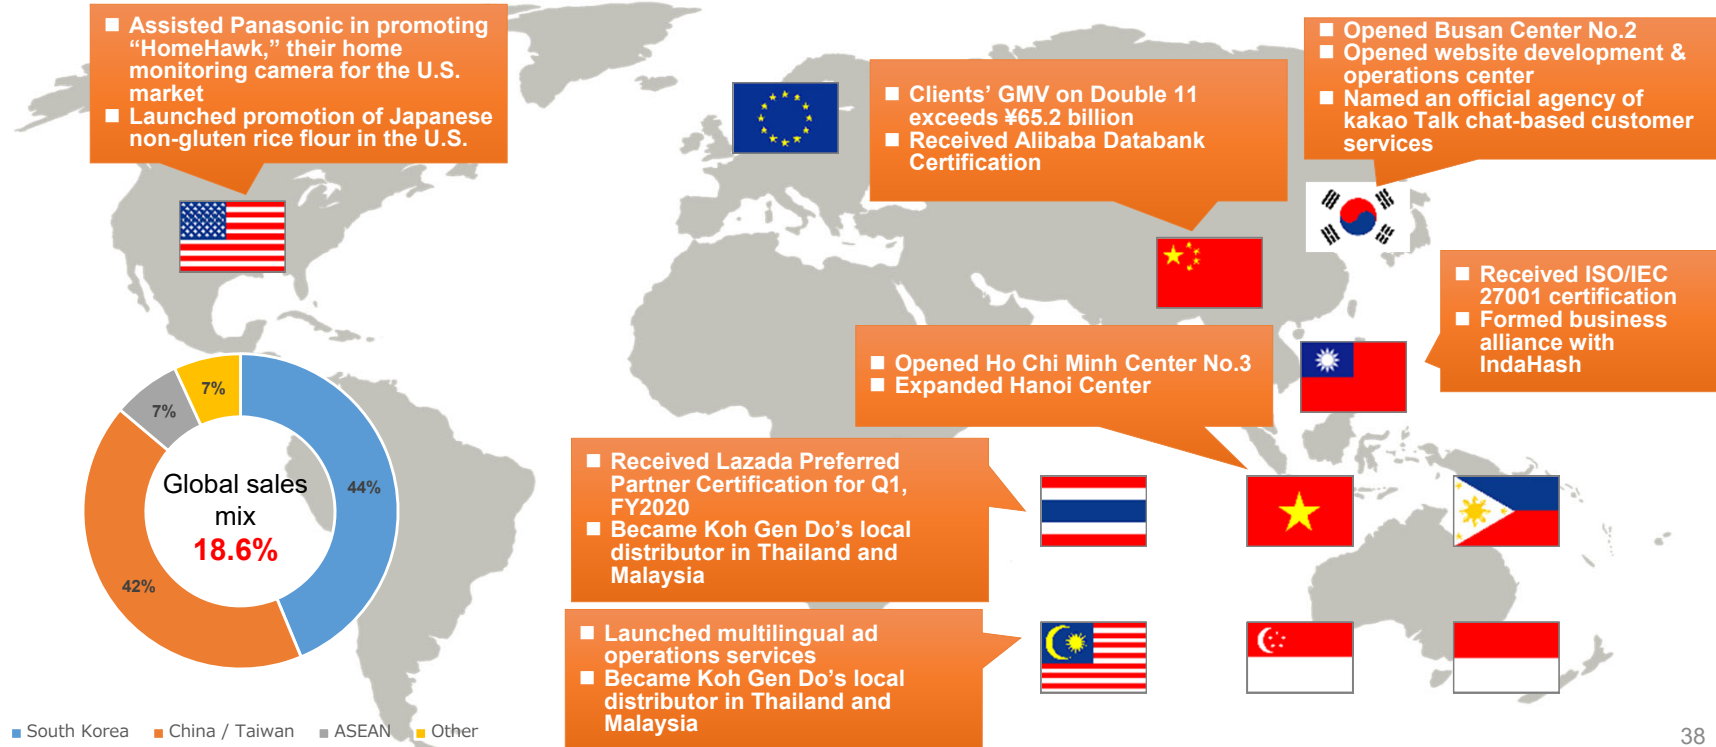 ■ Assisted Panasonic in promoting
“HomeHawk,” their home
monitoring camera for the U.S.
market
■ Launched promotion of Japanese
non-gluten rice flour in the U.S.
■ Clients’ GMV on Double 11
exceeds ¥65.2 billion
■ Received Alibaba Databank
Certification
■ Opened Busan Center No.2
■ Opened website development &
operations center
■ Named an official agency of
kakao Talk chat-based customer
services
■ Received ISO/IEC
27001 certification
■ Formed business
alliance with
IndaHash
■ Opened Ho Chi Minh Center No.3
■ Expanded Hanoi Center
■ Received Lazada Preferred
Partner Certification for Q1,
FY2020
■ Became Koh Gen Do’s local
distributor in Thailand and
Malaysia
■ Launched multilingual ad
operations services
■ Became Koh Gen Do’s local
distributor in Thailand and
Malaysia
7%
7%
44%
42%
Global sales
mix
18.6%
South Korea
China / Taiwan
ASEAN
Other
38